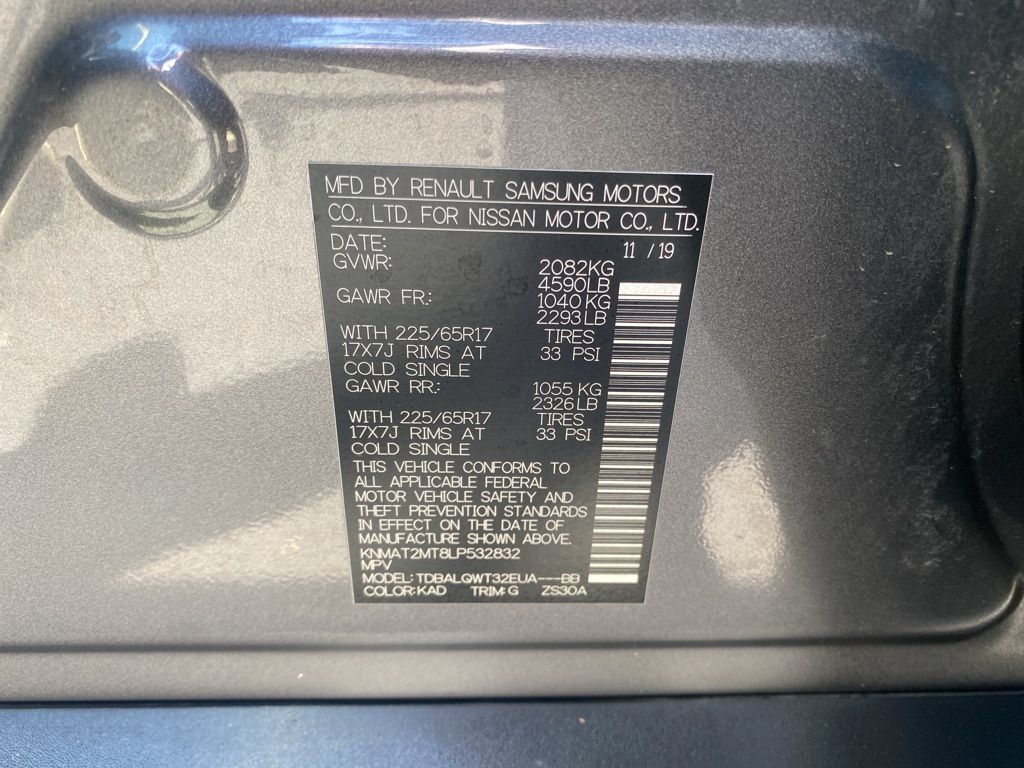 MFD BY RENAULT SAMSUNG MOTORS
CO., LTD. FOR NISSAN MOTOR CO., LTD.
DATE: 11 / 19
GVWR: 2082KG
4590LB
GAWR FR.: 1040 KG
2293 LB
WITH 225/65R17 TIRES
17X7J RIMS AT 33 PSI
COLD SINGLE
GAWR RR.: 1055 KG
2326 LB
WITH 225/65R17 TIRES
17X7J RIMS AT 33 PSI
COLD SINGLE
THIS VEHICLE CONFORMS TO
ALL APPLICABLE FEDERAL
MOTOR VEHICLE SAFETY AND
THEFT PREVENTION STANDARDS
IN EFFECT ON THE DATE OF
MANUFACTURE SHOWN ABOVE.
KNMAT2MT8LP532832
MPV
MODEL: TDBALQWT32EUA---BB
COLOR: KAD TRIM: G ZS30A